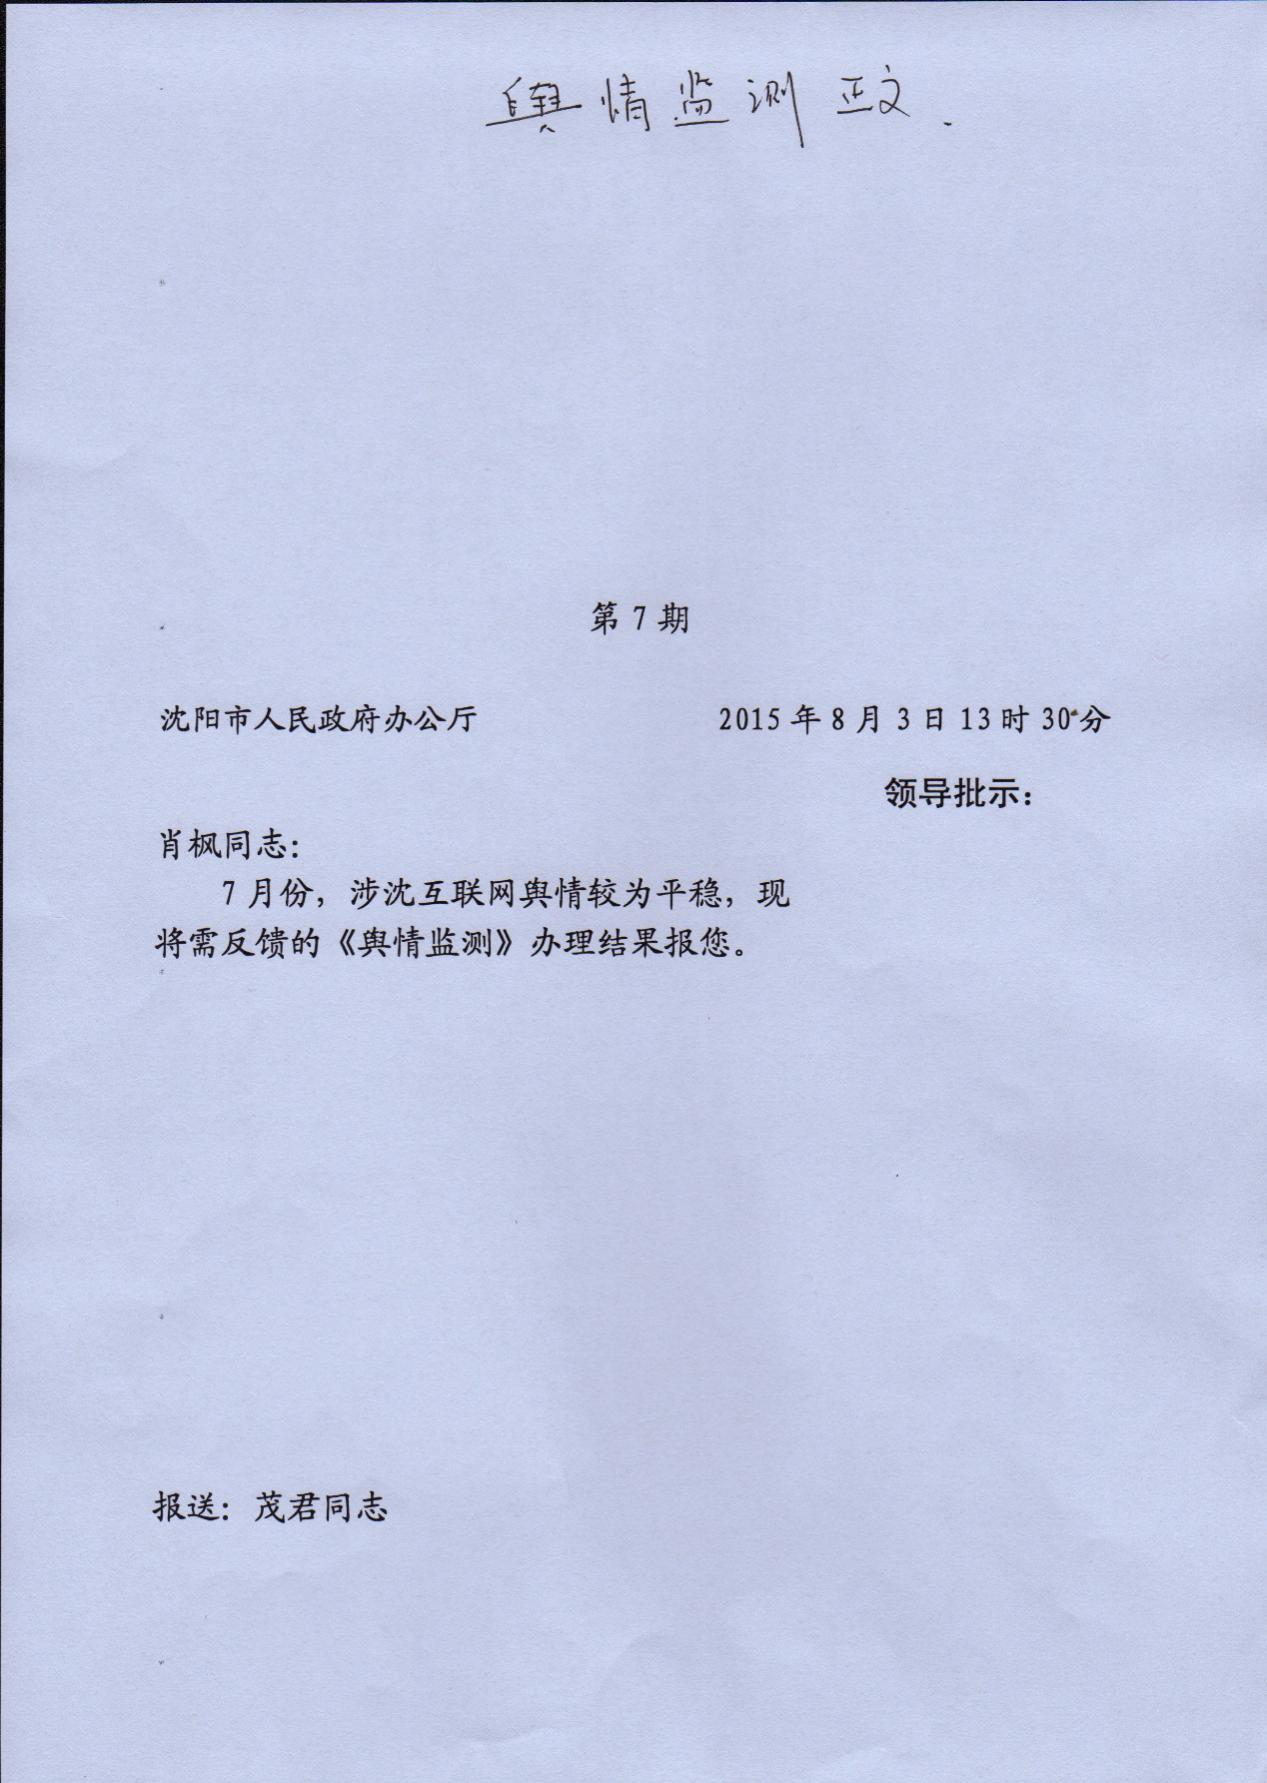 舆情监测正文.
第7期
沈阳市人民政府办公厅 2015年8月3日13时30分
领导批示：
肖枫同志：
7月份，涉沈互联网舆情较为平稳，现
将需反馈的《舆情监测》办理结果报您。
报送：茂君同志